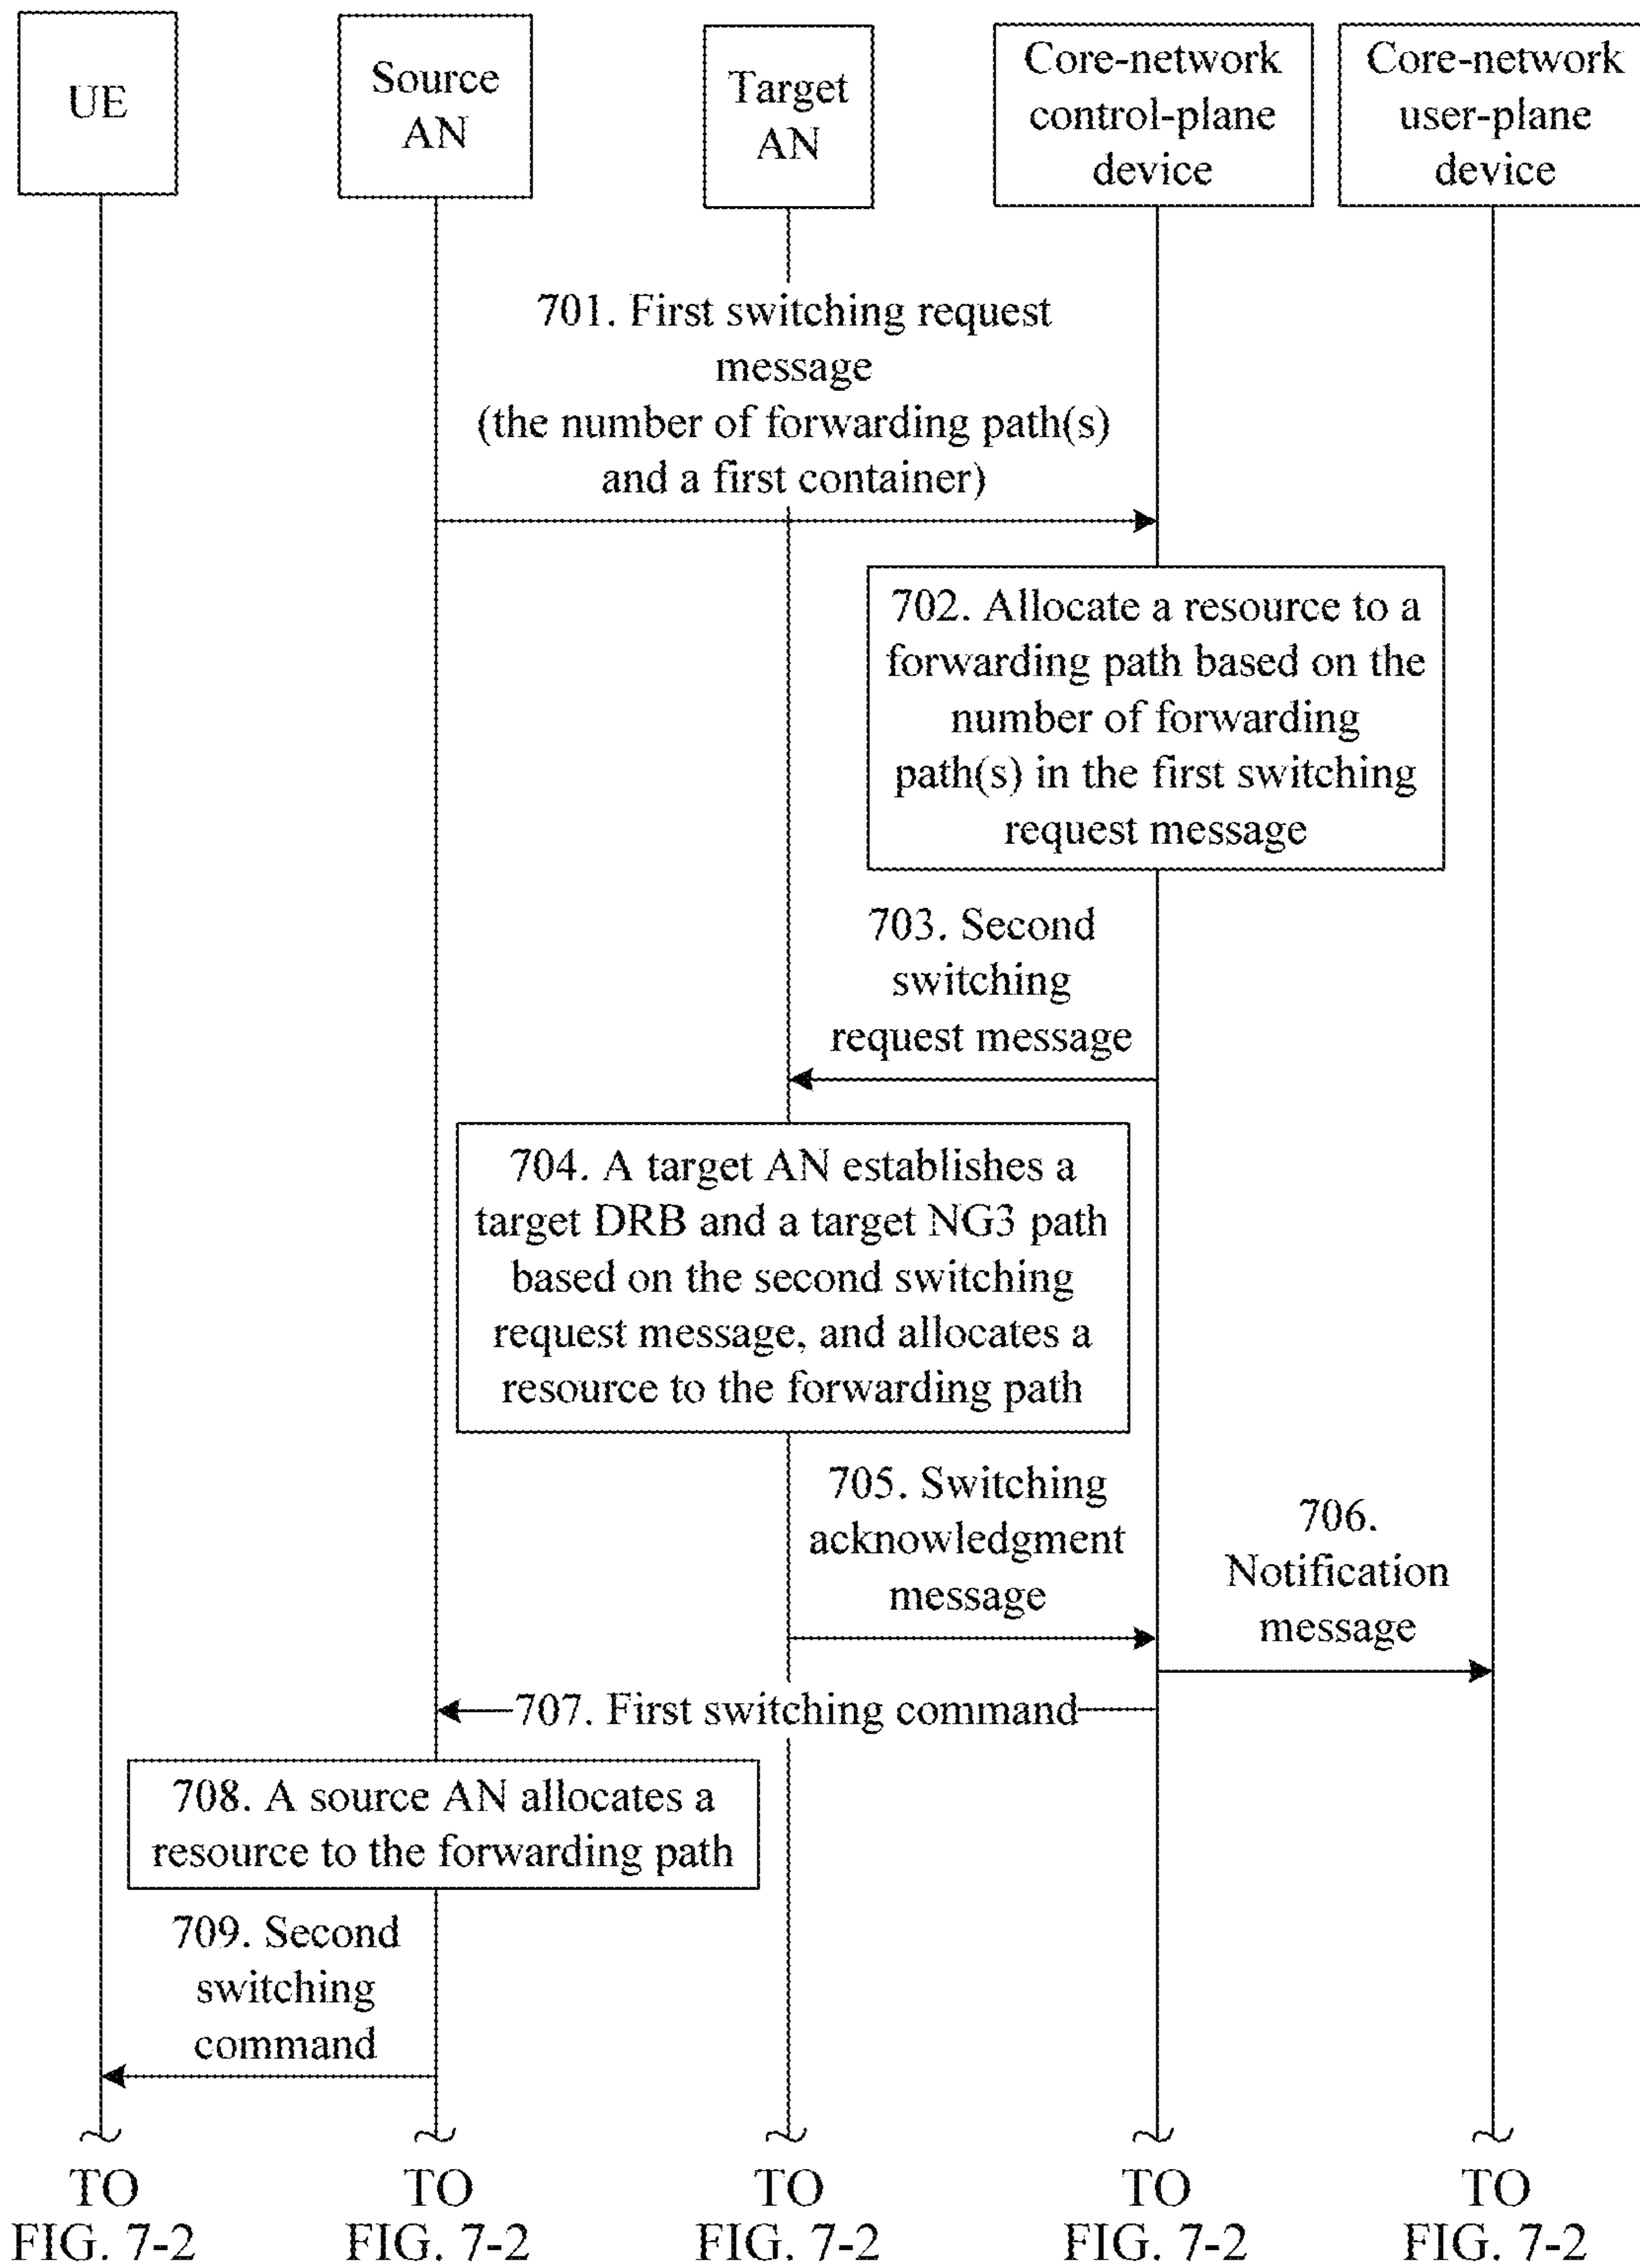 UE
Source
AN
Target
AN
Core-network
control-plane
device
Core-network
user-plane
device
701. First switching request
message
(the number of forwarding path(s)
and a first container)
702. Allocate a resource to a
forwarding path based on the
number of forwarding
path(s) in the first switching
request message
703. Second
switching
request message
704. A target AN establishes a
target DRB and a target NG3 path
based on the second switching
request message, and allocates a
resource to the forwarding path
705. Switching
acknowledgment
message
706.
Notification
message
707. First switching command
708. A source AN allocates a
resource to the forwarding path
709. Second
switching
command
TO
FIG. 7-2
TO
FIG. 7-2
TO
FIG. 7-2
TO
FIG. 7-2
TO
FIG. 7-2